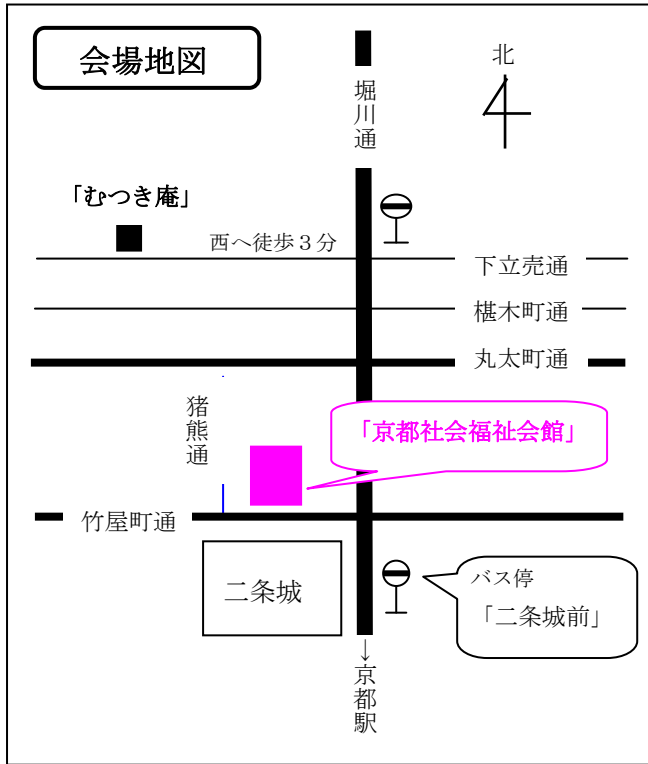 会場地図
北
堀川通
「むつき庵」
西へ徒歩3分
下立売通
椹木町通
丸太町通
猪熊通
「京都社会福祉会館」
竹屋町通
二条城
バス停
「二条城前」
↓京都駅